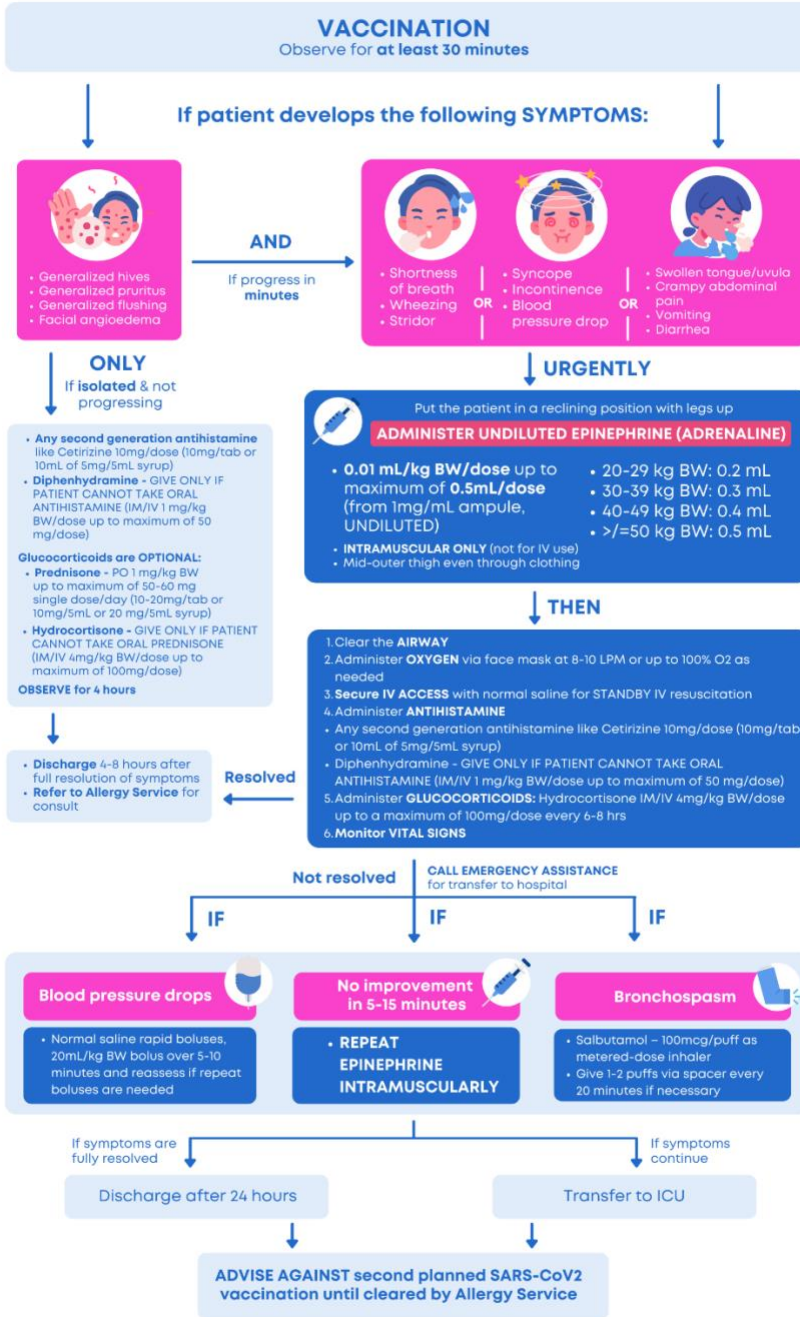 VACCINATION
Observe for at least 30 minutes
If patient develops the following SYMPTOMS:
• Generalized hives
• Generalized pruritus
• Generalized flushing
• Facial angioedema
AND
If progress in
minutes
• Shortness
of breath
• Wheezing
• Stridor
OR
• Syncope
• Incontinence
• Blood
pressure drop
OR
• Swollen tongue/uvula
• Crampy abdominal
pain
• Vomiting
• Diarrhea
ONLY
If isolated & not
progressing
• Any second generation antihistamine
like Cetirizine 10mg/dose (10mg/tab or
10mL of 5mg/5mL syrup)
• Diphenhydramine - GIVE ONLY IF
PATIENT CANNOT TAKE ORAL
ANTIHISTAMINE (IM/IV 1 mg/kg
BW/dose up to maximum of 50
mg/dose)
Glucocorticoids are OPTIONAL:
• Prednisone - PO 1 mg/kg BW
up to maximum of 50-60 mg
single dose/day (10-20mg/tab or
10mg/5mL or 20 mg/5mL syrup)
• Hydrocortisone - GIVE ONLY IF PATIENT
CANNOT TAKE ORAL PREDNISONE
(IM/IV 4mg/kg BW/dose up to
maximum of 100mg/dose)
OBSERVE for 4 hours
URGENTLY
Put the patient in a reclining position with legs up
ADMINISTER UNDILUTED EPINEPHRINE (ADRENALINE)
• 0.01 mL/kg BW/dose up to
maximum of 0.5mL/dose
(from 1mg/mL ampule,
UNDILUTED)
• INTRAMUSCULAR ONLY (not for IV use)
• Mid-outer thigh even through clothing
• 20-29 kg BW: 0.2 mL
• 30-39 kg BW: 0.3 mL
• 40-49 kg BW: 0.4 mL
• >/=50 kg BW: 0.5 mL
THEN
1. Clear the AIRWAY
2. Administer OXYGEN via face mask at 8-10 LPM or up to 100% O2 as
needed
3. Secure IV ACCESS with normal saline for STANDBY IV resuscitation
4. Administer ANTIHISTAMINE
• Any second generation antihistamine like Cetirizine 10mg/dose (10mg/tab
or 10mL of 5mg/5mL syrup)
• Diphenhydramine - GIVE ONLY IF PATIENT CANNOT TAKE ORAL
ANTIHISTAMINE (IM/IV 1 mg/kg BW/dose up to maximum of 50 mg/dose)
5. Administer GLUCOCORTICOIDS: Hydrocortisone IM/IV 4mg/kg BW/dose
up to a maximum of 100mg/dose every 6-8 hrs
6. Monitor VITAL SIGNS
Resolved
• Discharge 4-8 hours after
full resolution of symptoms
• Refer to Allergy Service for
consult
Not resolved
CALL EMERGENCY ASSISTANCE
for transfer to hospital
IF
IF
IF
Blood pressure drops
• Normal saline rapid boluses,
20mL/kg BW bolus over 5-10
minutes and reassess if repeat
boluses are needed
No improvement
in 5-15 minutes
• REPEAT
EPINEPHRINE
INTRAMUSCULARLY
Bronchospasm
• Salbutamol – 100mcg/puff as
metered-dose inhaler
• Give 1-2 puffs via spacer every
20 minutes if necessary
If symptoms are
fully resolved
If symptoms
continue
Discharge after 24 hours
Transfer to ICU
ADVISE AGAINST second planned SARS-CoV2
vaccination until cleared by Allergy Service